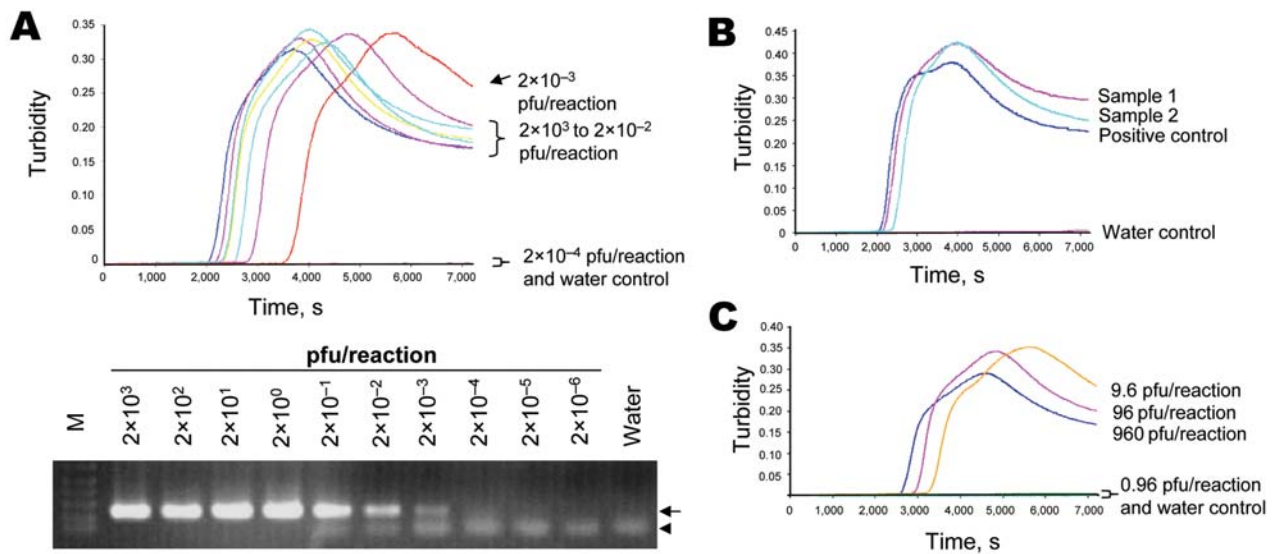 A
Turbidity
0.35
0.30
0.25
0.20
0.15
0.10
0.05
0
0 1,000 2,000 3,000 4,000 5,000 6,000 7,000
Time, s
2×10⁻³
pfu/reaction
2×10³ to 2×10⁻²
pfu/reaction
2×10⁻⁴ pfu/reaction
and water control
pfu/reaction
M 2×10³ 2×10² 2×10¹ 2×10⁰ 2×10⁻¹ 2×10⁻² 2×10⁻³ 2×10⁻⁴ 2×10⁻⁵ 2×10⁻⁶ Water
B
Turbidity
0.45
0.40
0.35
0.30
0.25
0.20
0.15
0.10
0.05
0
0 1,000 2,000 3,000 4,000 5,000 6,000 7,000
Time, s
Sample 1
Sample 2
Positive control
Water control
C
Turbidity
0.40
0.35
0.30
0.25
0.20
0.15
0.10
0.05
0 1,000 2,000 3,000 4,000 5,000 6,000 7,000
Time, s
9.6 pfu/reaction
96 pfu/reaction
960 pfu/reaction
0.96 pfu/reaction
and water control